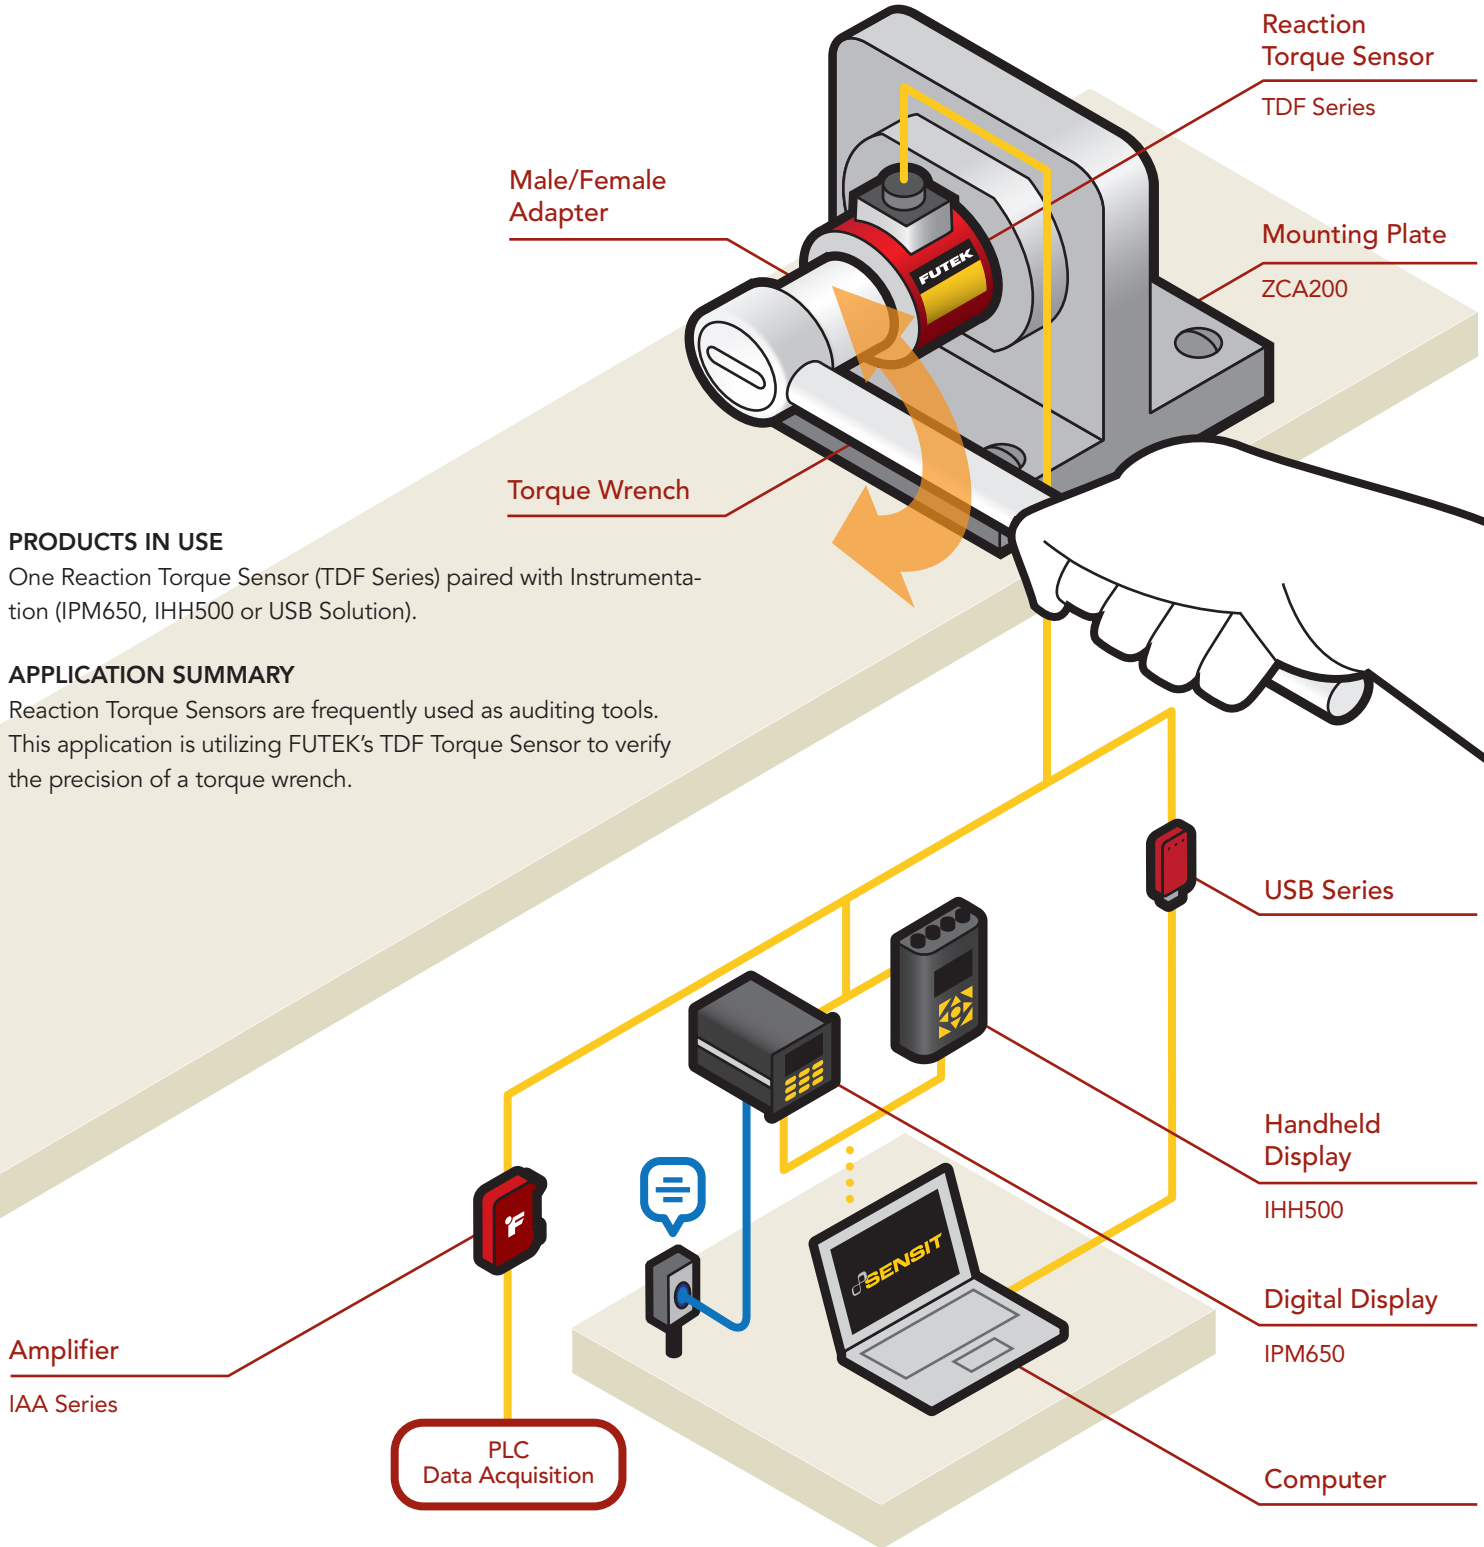 Reaction
Torque Sensor
TDF Series
Male/Female
Adapter
Mounting Plate
ZCA200
FUTEK
Torque Wrench
PRODUCTS IN USE
One Reaction Torque Sensor (TDF Series) paired with Instrumenta-
tion (IPM650, IHH500 or USB Solution).
APPLICATION SUMMARY
Reaction Torque Sensors are frequently used as auditing tools.
This application is utilizing FUTEK’s TDF Torque Sensor to verify
the precision of a torque wrench.
USB Series
Handheld
Display
IHH500
F
SENSIT
Digital Display
IPM650
Amplifier
IAA Series
PLC
Data Acquisition
Computer